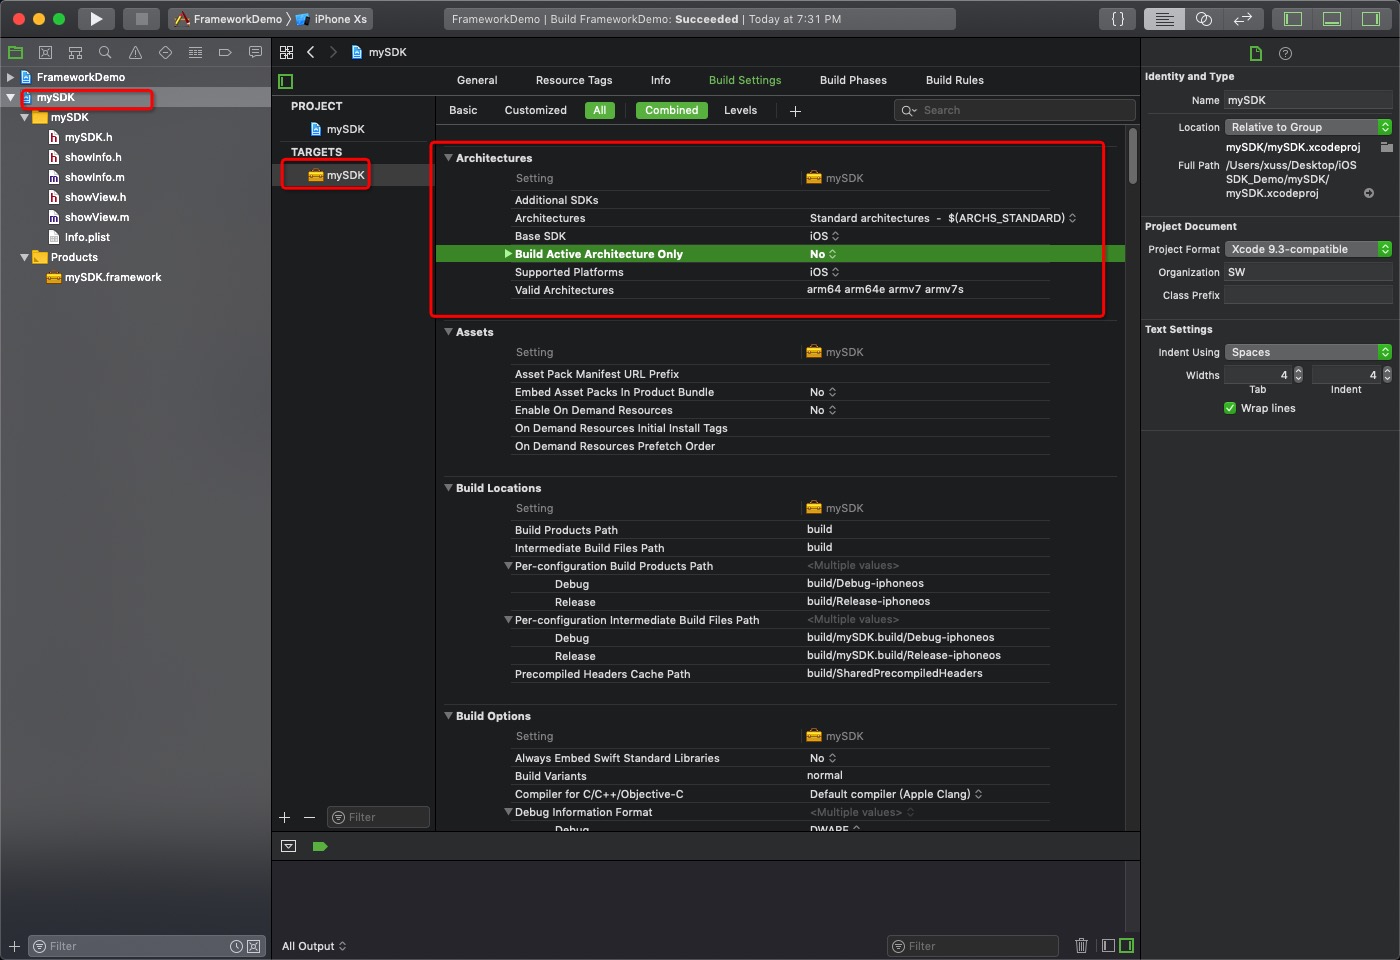 FrameworkDemo 〉 iPhone Xs
FrameworkDemo | Build FrameworkDemo: Succeeded | Today at 7:31 PM
{}
mySDK
FrameworkDemo
mySDK
mySDK
mySDK.h
showInfo.h
showInfo.m
showView.h
showView.m
Info.plist
Products
mySDK.framework
Filter
General Resource Tags Info Build Settings Build Phases Build Rules
PROJECT
mySDK
TARGETS
mySDK
Filter
Basic Customized All Combined Levels + Search
Architectures
Setting mySDK
Additional SDKs
Architectures Standard architectures - $(ARCHS_STANDARD)
Base SDK iOS
Build Active Architecture Only No
Supported Platforms iOS
Valid Architectures arm64 arm64e armv7 armv7s
Assets
Setting mySDK
Asset Pack Manifest URL Prefix
Embed Asset Packs In Product Bundle No
Enable On Demand Resources No
On Demand Resources Initial Install Tags
On Demand Resources Prefetch Order
Build Locations
Setting mySDK
Build Products Path build
Intermediate Build Files Path build
Per-configuration Build Products Path <Multiple values>
Debug build/Debug-iphoneos
Release build/Release-iphoneos
Per-configuration Intermediate Build Files Path <Multiple values>
Debug build/mySDK.build/Debug-iphoneos
Release build/mySDK.build/Release-iphoneos
Precompiled Headers Cache Path build/SharedPrecompiledHeaders
Build Options
Setting mySDK
Always Embed Swift Standard Libraries No
Build Variants normal
Compiler for C/C++/Objective-C Default compiler (Apple Clang)
Debug Information Format <Multiple values>
Debug DWARF
All Output
Filter
Identity and Type
Name mySDK
Location Relative to Group
mySDK/mySDK.xcodeproj
Full Path /Users/xuss/Desktop/iOS
SDK_Demo/mySDK/
mySDK.xcodeproj
Project Document
Project Format Xcode 9.3-compatible
Organization SW
Class Prefix
Text Settings
Indent Using Spaces
Widths 4 4
Tab Indent
Wrap lines